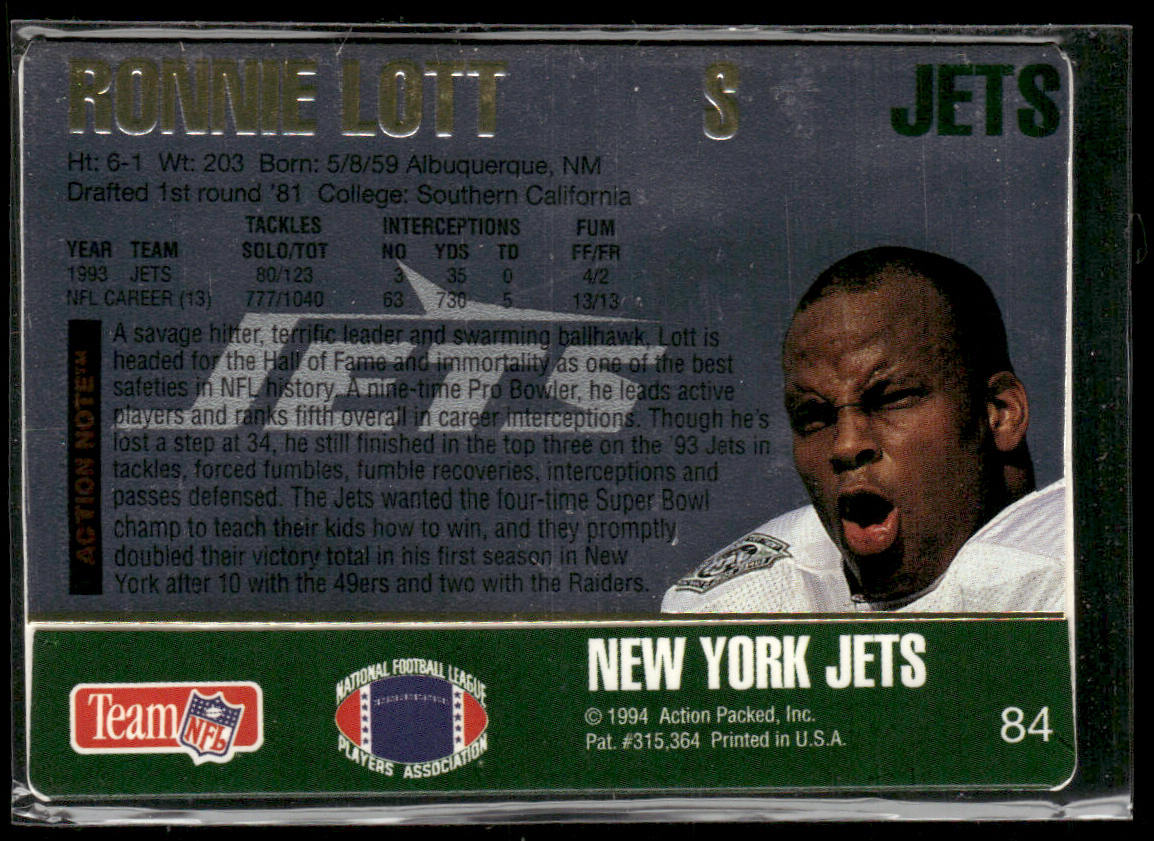 RONNIE LOTT S JETS
Ht: 6-1 Wt: 203 Born: 5/8/59 Albuquerque, NM
Drafted 1st round '81 College: Southern California
TACKLES INTERCEPTIONS FUM
YEAR TEAM SOLO/TOT NO YDS TD FF/FR
1993 JETS 80/123 3 35 0 4/2
NFL CAREER (13) 777/1040 63 730 5 13/13
JETS
ACTION NOTE™
A savage hitter, terrific leader and swarming ballhawk, Lott is
headed for the Hall of Fame and immortality as one of the best
safeties in NFL history. A nine-time Pro Bowler, he leads active
players and ranks fifth overall in career interceptions. Though he's
lost a step at 34, he still finished in the top three on the '93 Jets in
tackles, forced fumbles, fumble recoveries, interceptions and
passes defensed. The Jets wanted the four-time Super Bowl
champ to teach their kids how to win, and they promptly
doubled their victory total in his first season in New
York after 10 with the 49ers and two with the Raiders.
Team NFL
NATIONAL FOOTBALL LEAGUE
PLAYERS ASSOCIATION
NEW YORK JETS
© 1994 Action Packed, Inc.
Pat. #315,364 Printed in U.S.A.
84